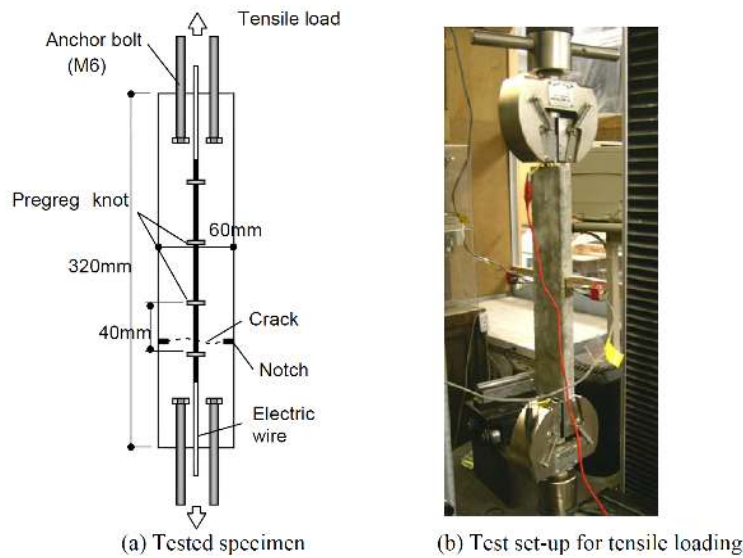 Tensile load
Anchor bolt
(M6)
Pregreg knot
60mm
320mm
40mm
Crack
Notch
Electric
wire
(a) Tested specimen
(b) Test set-up for tensile loading